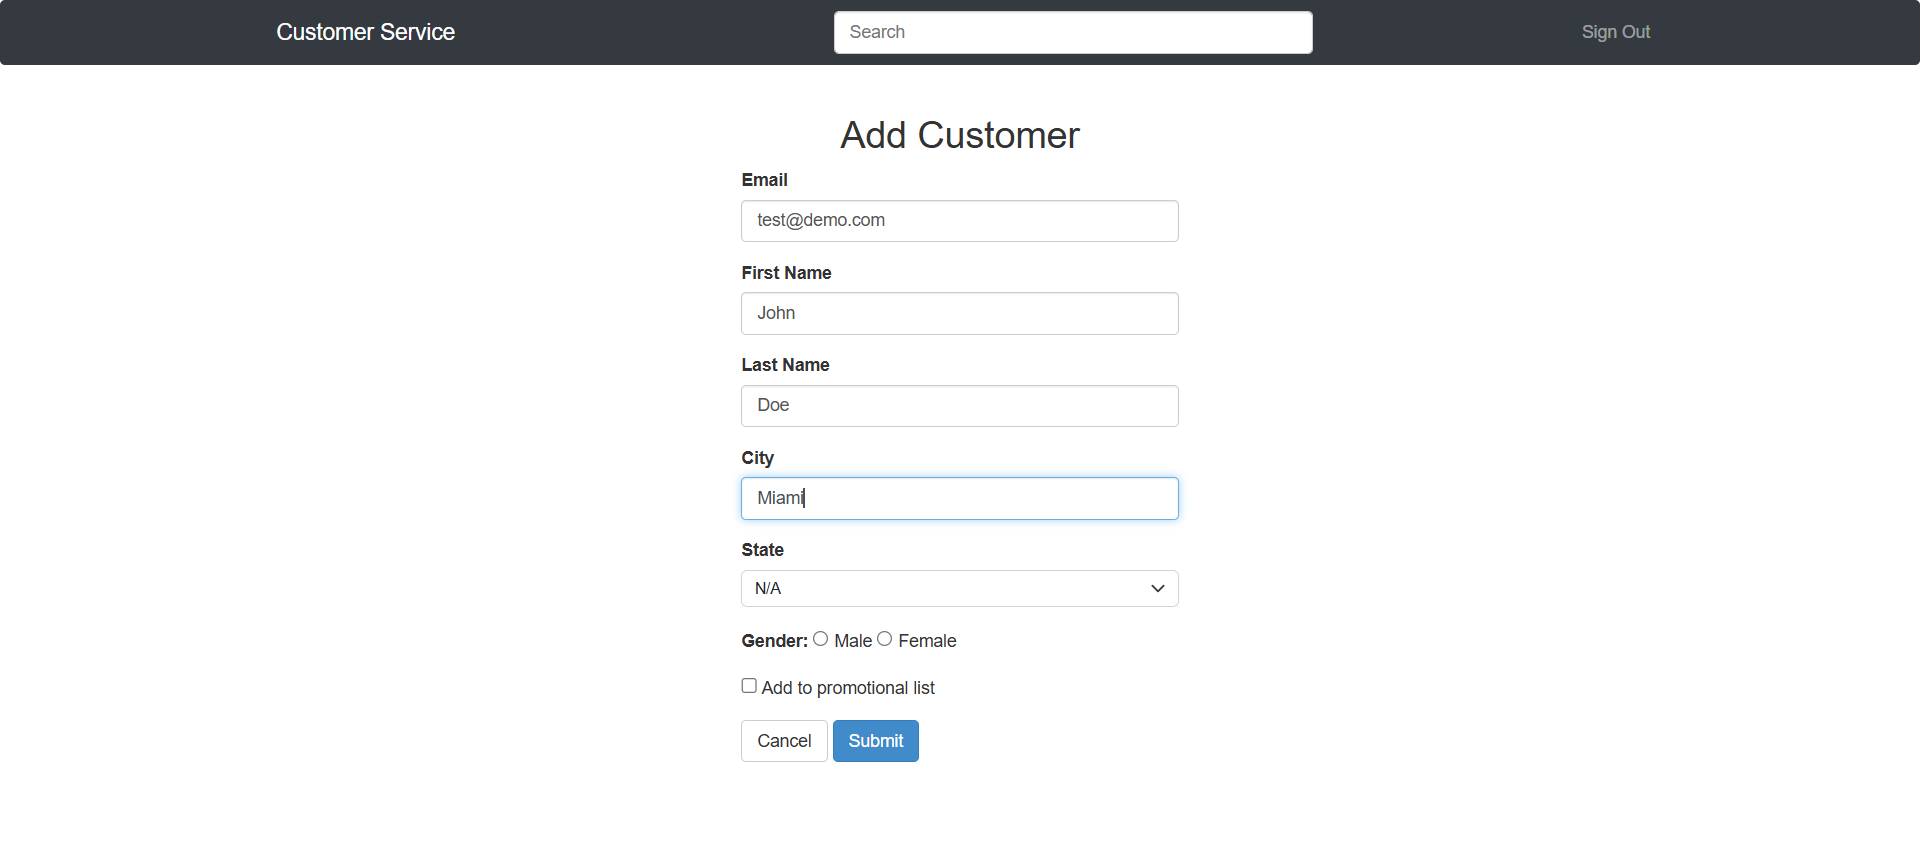 Customer Service Search Sign Out
Add Customer
Email
test@demo.com
First Name
John
Last Name
Doe
City
Miami
State
N/A
Gender: Male Female
Add to promotional list
Cancel Submit